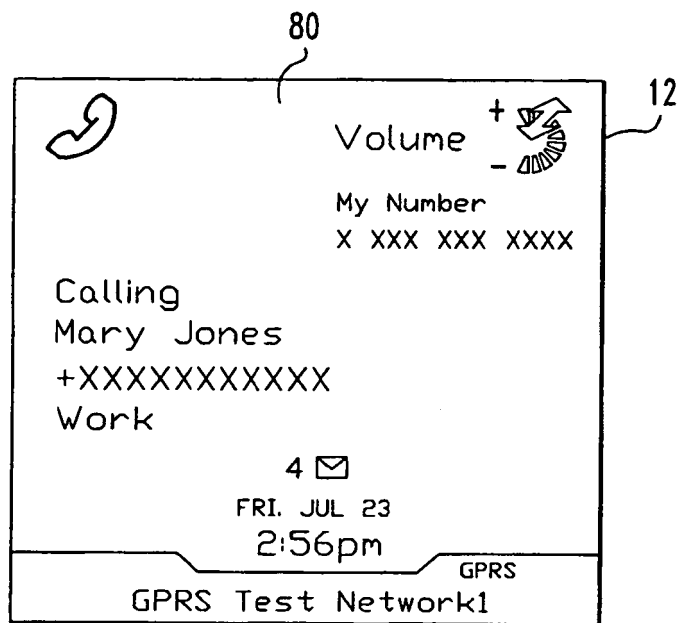 80
12
Volume + -
My Number
X XXX XXX XXXX
Calling
Mary Jones
+XXXXXXXXXXX
Work
4
FRI. JUL 23
2:56pm
GPRS
GPRS Test Network1